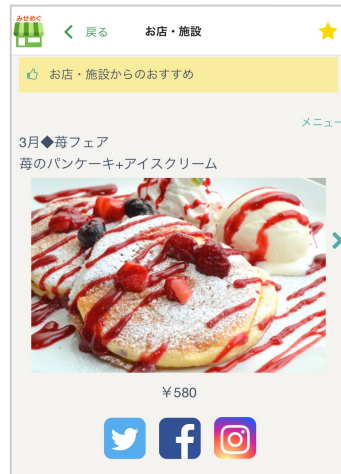 みせめぐ
戻る
お店・施設
お店・施設からのおすすめ
メニュー
3月◆苺フェア
苺のパンケーキ+アイスクリーム
￥580